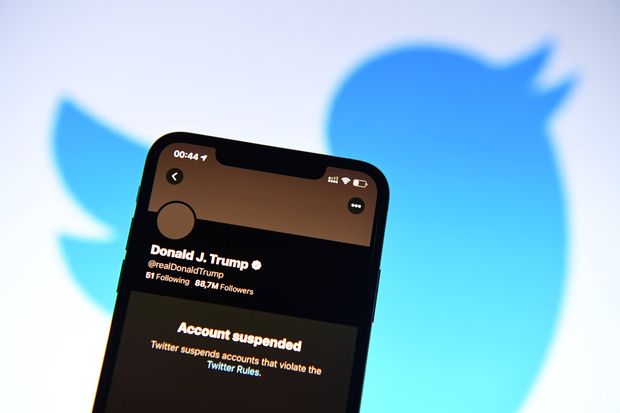 00:44
Donald J. Trump
@realDonaldTrump
51 Following 88,7M Followers
Account suspended
Twitter suspends accounts that violate the
Twitter Rules.